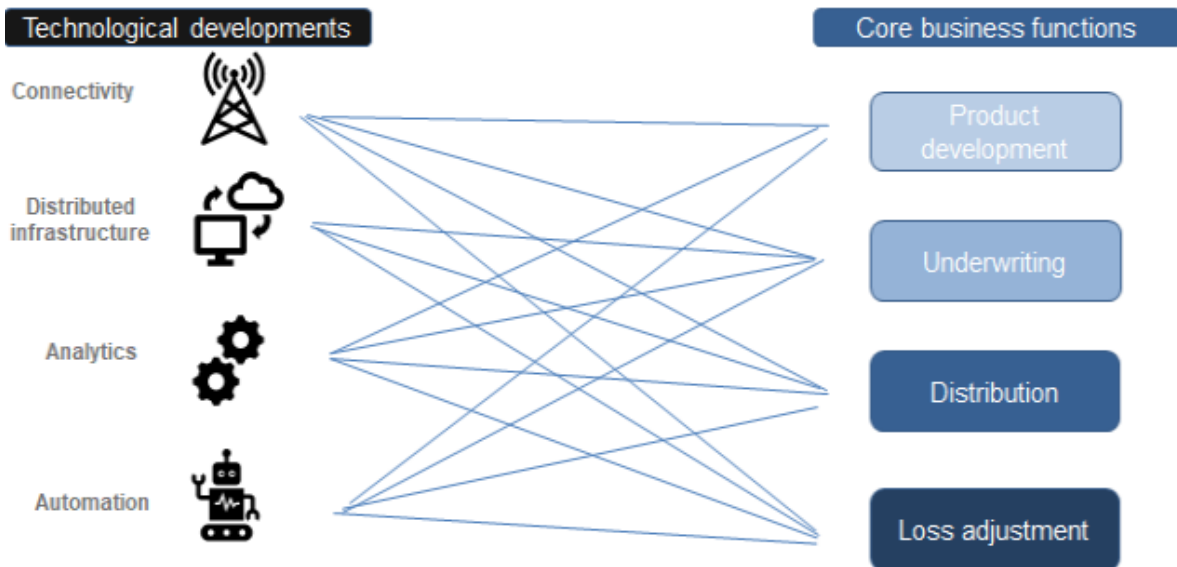 Technological developments
Core business functions
Connectivity
Product
development
Distributed
infrastructure
Underwriting
Analytics
Distribution
Automation
Loss adjustment